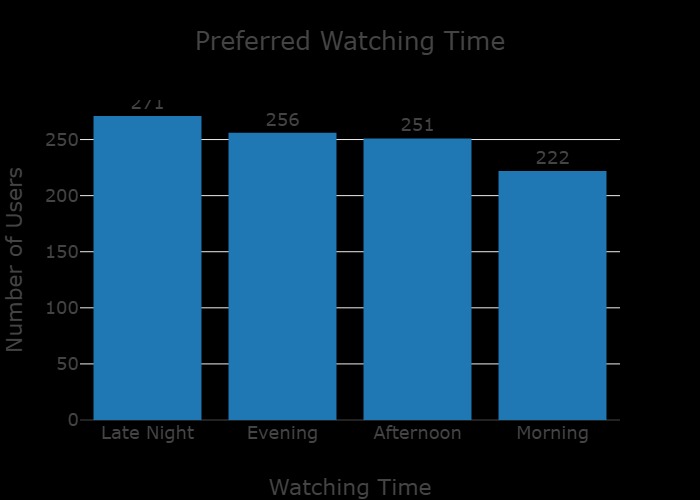 Preferred Watching Time
271
256
251
222
250
200
150
100
50
0
Number of Users
Late Night
Evening
Afternoon
Morning
Watching Time